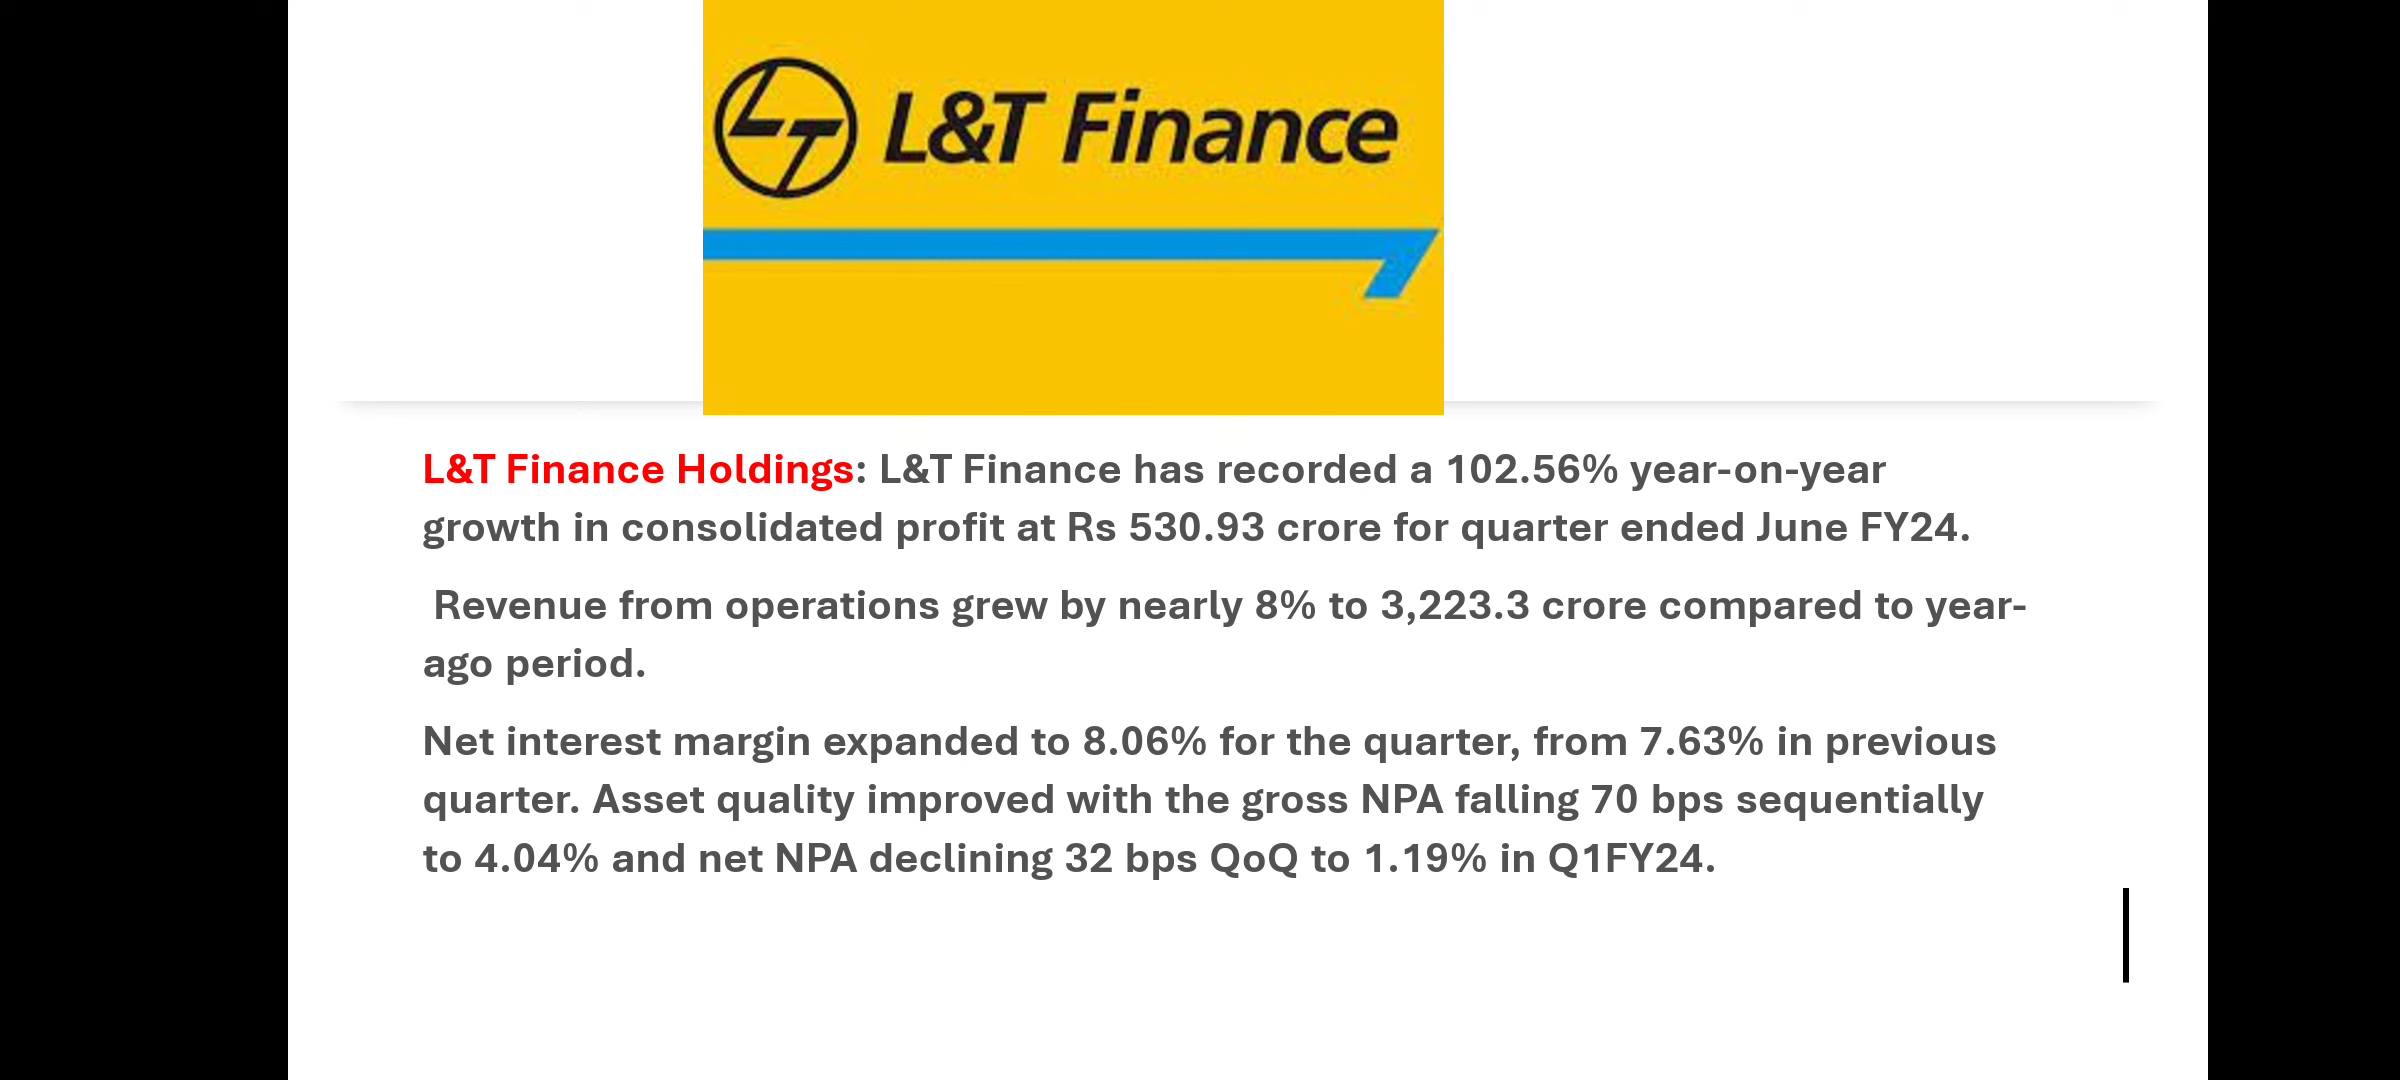 LT L&T Finance
L&T Finance Holdings: L&T Finance has recorded a 102.56% year-on-year
growth in consolidated profit at Rs 530.93 crore for quarter ended June FY24.
Revenue from operations grew by nearly 8% to 3,223.3 crore compared to year-
ago period.
Net interest margin expanded to 8.06% for the quarter, from 7.63% in previous
quarter. Asset quality improved with the gross NPA falling 70 bps sequentially
to 4.04% and net NPA declining 32 bps QoQ to 1.19% in Q1FY24.